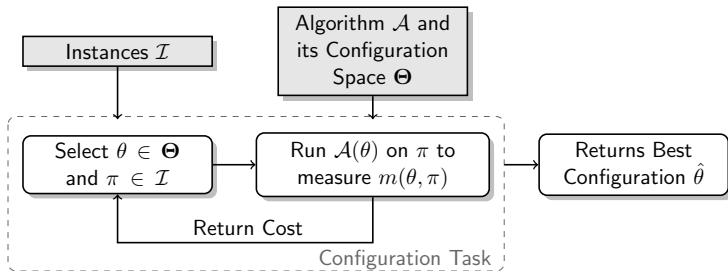 Instances 𝓘
Algorithm 𝓐 and
its Configuration
Space 𝚯
Select θ ∈ 𝚯
and π ∈ 𝓘
Run 𝓐(θ) on π to
measure m(θ, π)
Returns Best
Configuration θ̂
Return Cost
Configuration Task